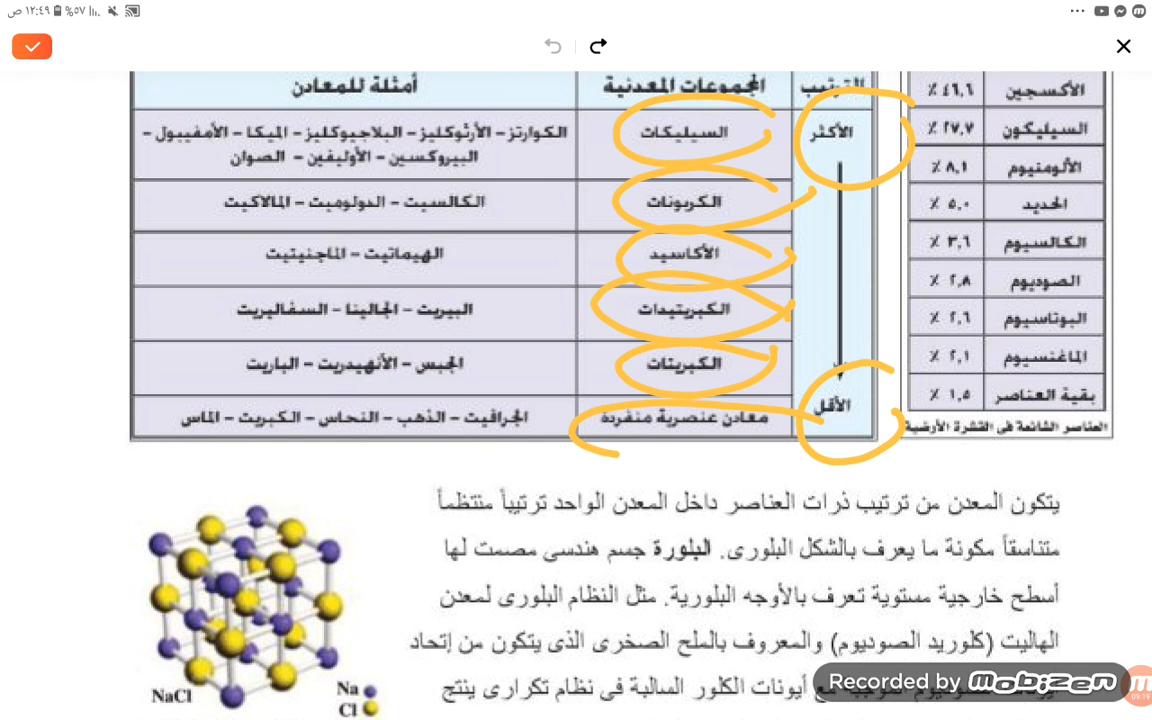 ١٢:٤٩ ص ٥٧%
الترتيب المجموعات المعدنية أمثلة للمعادن
الأكثر السيليكات الكوارتز - الأرثوكليز - البلاجيوكليز - الميكا - الأمفيبول -
البيروكسين - الأوليفين - الصوان
الكربونات الكالسيت - الدولوميت - المالاكيت
الأكاسيد الهيماتيت - الماجنيتيت
الكبريتيدات البيريت - الجالينا - السفاليريت
الكبريتات الجبس - الأنهيدريت - الباريت
الأقل معادن عنصرية منفردة الجرافيت - الذهب - النحاس - الكبريت - الماس
الأكسجين ٤٦,٦ ٪
السيليكون ٢٧,٧ ٪
الألومنيوم ٨,١ ٪
الحديد ٥,٠ ٪
الكالسيوم ٣,٦ ٪
الصوديوم ٢,٨ ٪
البوتاسيوم ٢,٦ ٪
الماغنسيوم ٢,١ ٪
بقية العناصر ١,٥ ٪
العناصر الشائعة فى القشرة الأرضية
يتكون المعدن من ترتيب ذرات العناصر داخل المعدن الواحد ترتيباً منتظماً
متناسقاً مكونة ما يعرف بالشكل البلورى. البلورة جسم هندسى مصمت لها
أسطح خارجية مستوية تعرف بالأوجه البلورية. مثل النظام البلورى لمعدن
الهاليت (كلوريد الصوديوم) والمعروف بالملح الصخرى الذى يتكون من إتحاد
أيونات الكلور السالبة فى نظام تكرارى ينتج
NaCl
Na
Cl
Recorded by mobizen